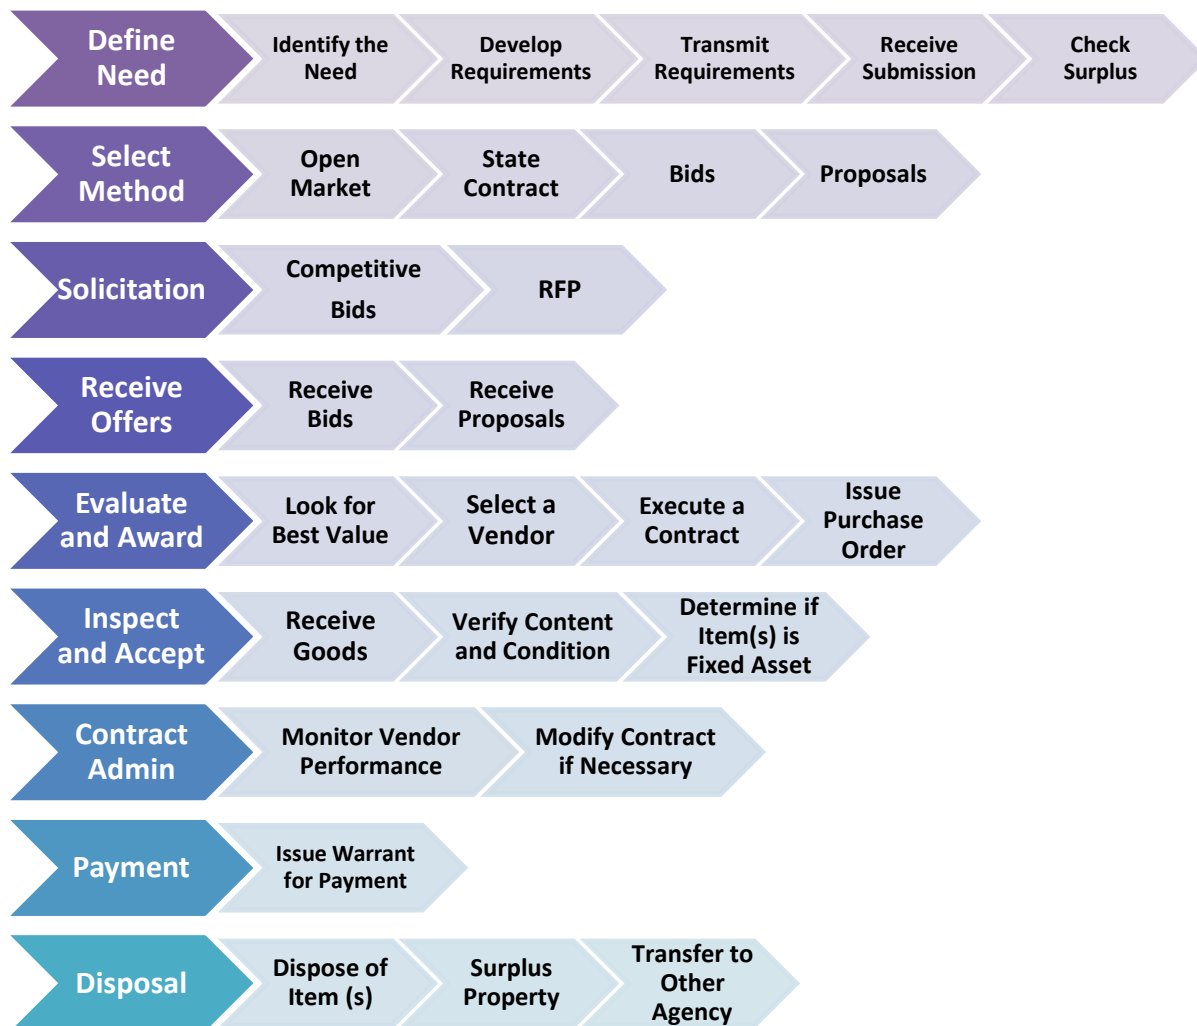 Define
Need
Identify the
Need
Develop
Requirements
Transmit
Requirements
Receive
Submission
Check
Surplus
Select
Method
Open
Market
State
Contract
Bids
Proposals
Solicitation
Competitive
Bids
RFP
Receive
Offers
Receive
Bids
Receive
Proposals
Evaluate
and Award
Look for
Best Value
Select a
Vendor
Execute a
Contract
Issue
Purchase
Order
Inspect
and Accept
Receive
Goods
Verify Content
and Condition
Determine if
Item(s) is
Fixed Asset
Contract
Admin
Monitor Vendor
Performance
Modify Contract
if Necessary
Payment
Issue Warrant
for Payment
Disposal
Dispose of
Item (s)
Surplus
Property
Transfer to
Other
Agency